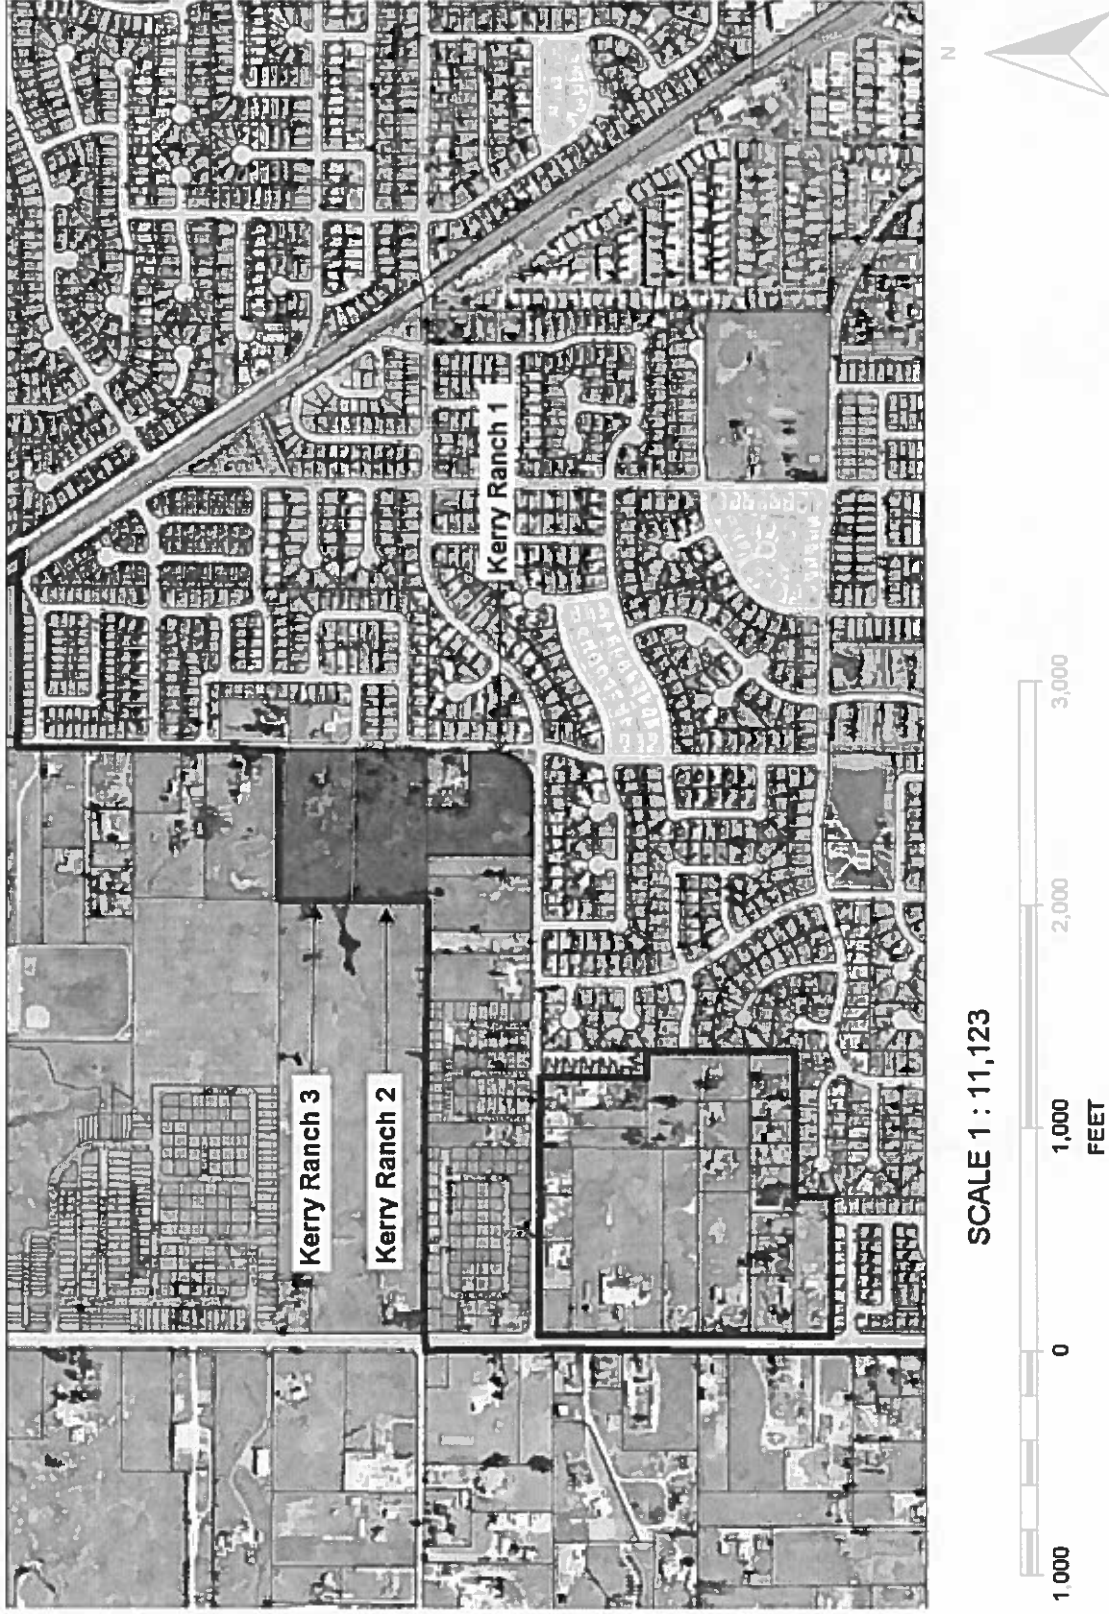 Kerry Ranch 1
Kerry Ranch 3
Kerry Ranch 2
N
SCALE 1 : 11,123
1,000
0
1,000
2,000
3,000
FEET